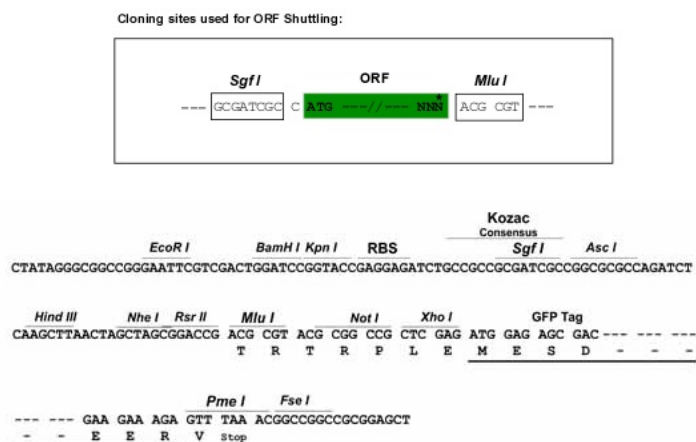 Cloning sites used for ORF Shuttling:
Sgf I ORF Mlu I
--- GCGATCGC C ATG ---//--- NNN* ACG CGT ---
Kozac
Consensus
EcoR I BamH I Kpn I RBS Sgf I Asc I
CTATAGGGCGGCCGGGAATTCGTCGACTGGATCCGGTACCGAGGAGATCTGCCGCCGCGATCGCCGGCGCGCCAGATCT
Hind III Nhe I Rsr II Mlu I Not I Xho I GFP Tag
CAAGCTTAACTAGCTAGCGGACCG ACG CGT ACG CGG CCG CTC GAG ATG GAG AGC GAC --- ---
T R T R P L E M E S D - - -
Pme I Fse I
--- --- GAA GAA AGA GTT TAA ACGGCCGGCCGCGGAGCT
- - E E R V Stop